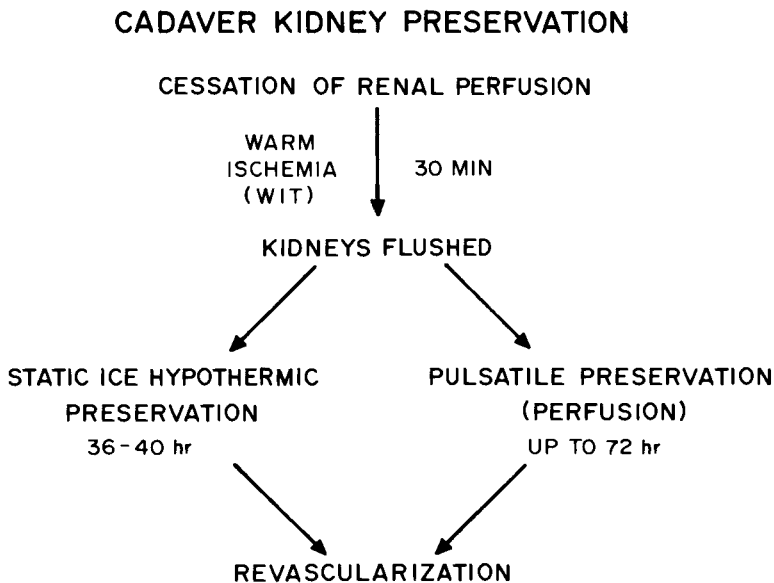 CADAVER KIDNEY PRESERVATION
CESSATION OF RENAL PERFUSION
WARM
ISCHEMIA
(WIT)
30 MIN
KIDNEYS FLUSHED
STATIC ICE HYPOTHERMIC
PRESERVATION
36-40 hr
PULSATILE PRESERVATION
(PERFUSION)
UP TO 72 hr
REVASCULARIZATION